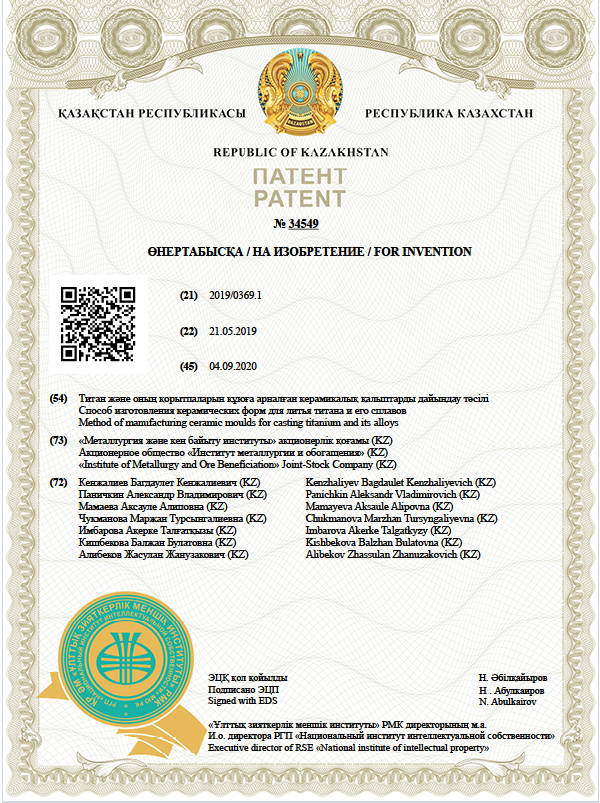 ҚАЗАҚСТАН РЕСПУБЛИКАСЫ
РЕСПУБЛИКА КАЗАХСТАН
REPUBLIC OF KAZAKHSTAN
ПАТЕНТ
PATENT
№ 34549
ӨНЕРТАБЫСҚА / НА ИЗОБРЕТЕНИЕ / FOR INVENTION
(21) 2019/0369.1
(22) 21.05.2019
(45) 04.09.2020
(54) Титан және оның қорытпаларын құюға арналған керамикалық қалыптарды дайындау тәсілі
Способ изготовления керамических форм для литья титана и его сплавов
Method of manufacturing ceramic moulds for casting titanium and its alloys
(73) «Металлургия және кен байыту институты» акционерлік қоғамы (KZ)
Акционерное общество «Институт металлургии и обогащения» (KZ)
«Institute of Metallurgy and Ore Beneficiation» Joint-Stock Company (KZ)
(72) Кенжалиев Багдаулет Кенжалиевич (KZ)
Паничкин Александр Владимирович (KZ)
Мамаева Аксауле Алиповна (KZ)
Чукманова Маржан Турсынгалиевна (KZ)
Имбарова Акерке Талғатқызы (KZ)
Кишбекова Балжан Булатовна (KZ)
Алибеков Жасулан Жанузакович (KZ)
Kenzhaliyev Bagdaulet Kenzhaliyevich (KZ)
Panichkin Aleksandr Vladimirovich (KZ)
Mamayeva Aksaule Alipovna (KZ)
Chukmanova Marzhan Tursyngaliyevna (KZ)
Imbarova Akerke Talgatkyzy (KZ)
Kishbekova Balzhan Bulatovna (KZ)
Alibekov Zhassulan Zhanuzakovich (KZ)
ЭЦҚ қол қойылды
Подписано ЭЦП
Signed with EDS
Н. Әбілқайыров
Н . Абулкаиров
N. Abulkairov
«Ұлттық зияткерлік меншік институты» РМК директорының м.а.
И.о. директора РГП «Национальный институт интеллектуальной собственности»
Executive director of RSE «National institute of intellectual property»